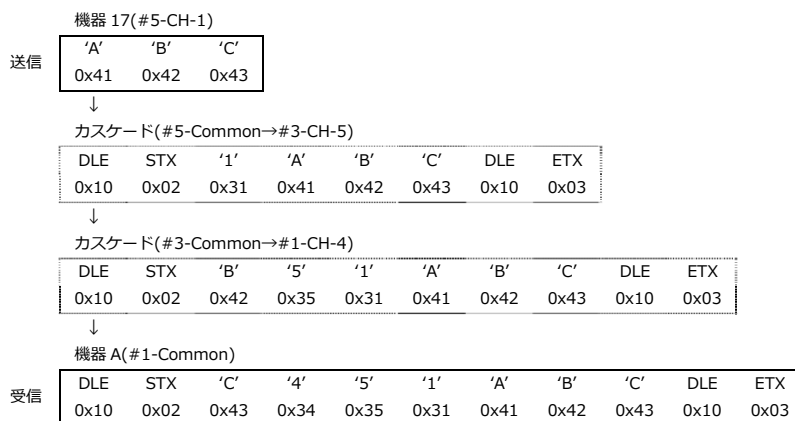 機器 17(#5-CH-1)
送信
‘A’ ‘B’ ‘C’
0x41 0x42 0x43
↓
カスケード(#5-Common→#3-CH-5)
DLE STX ‘1’ ‘A’ ‘B’ ‘C’ DLE ETX
0x10 0x02 0x31 0x41 0x42 0x43 0x10 0x03
↓
カスケード(#3-Common→#1-CH-4)
DLE STX ‘B’ ‘5’ ‘1’ ‘A’ ‘B’ ‘C’ DLE ETX
0x10 0x02 0x42 0x35 0x31 0x41 0x42 0x43 0x10 0x03
↓
機器 A(#1-Common)
受信
DLE STX ‘C’ ‘4’ ‘5’ ‘1’ ‘A’ ‘B’ ‘C’ DLE ETX
0x10 0x02 0x43 0x34 0x35 0x31 0x41 0x42 0x43 0x10 0x03